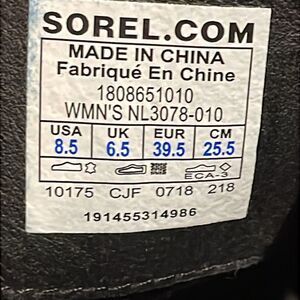 SOREL.COM
MADE IN CHINA
Fabriqué En Chine
1808651010
WMN'S NL3078-010
USA UK EUR CM
8.5 6.5 39.5 25.5
ECA-3
10175 CJF 0718 218
191455314986